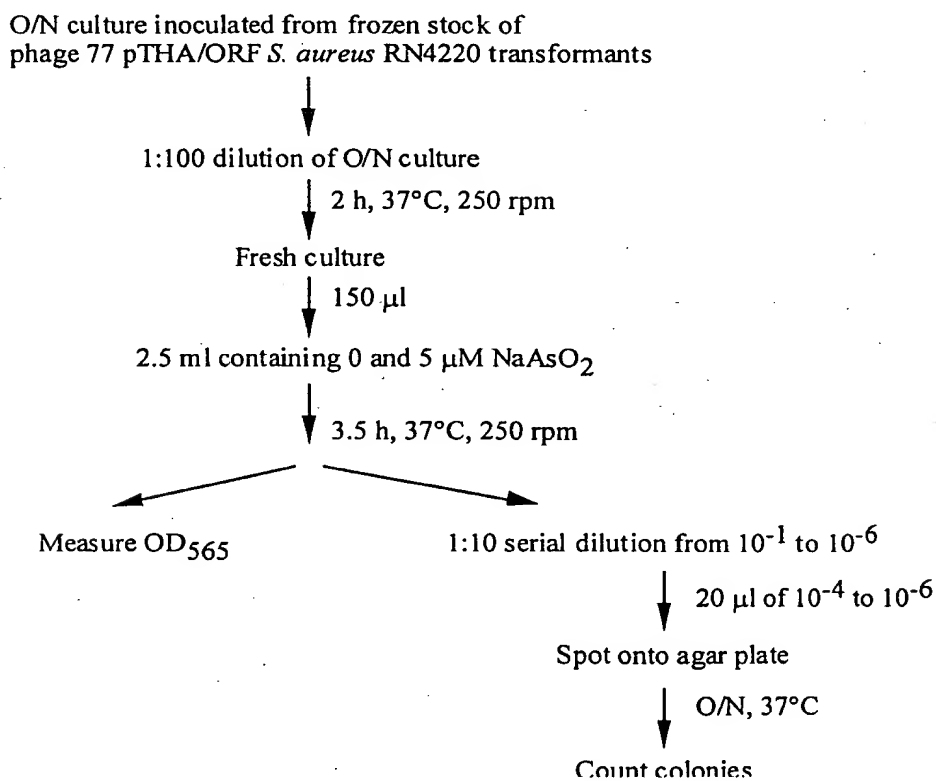 O/N culture inoculated from frozen stock of
phage 77 pTHA/ORF S. aureus RN4220 transformants
1:100 dilution of O/N culture
2 h, 37°C, 250 rpm
Fresh culture
150 µl
2.5 ml containing 0 and 5 µM NaAsO2
3.5 h, 37°C, 250 rpm
Measure OD565
1:10 serial dilution from 10-1 to 10-6
20 µl of 10-4 to 10-6
Spot onto agar plate
O/N, 37°C
Count colonies